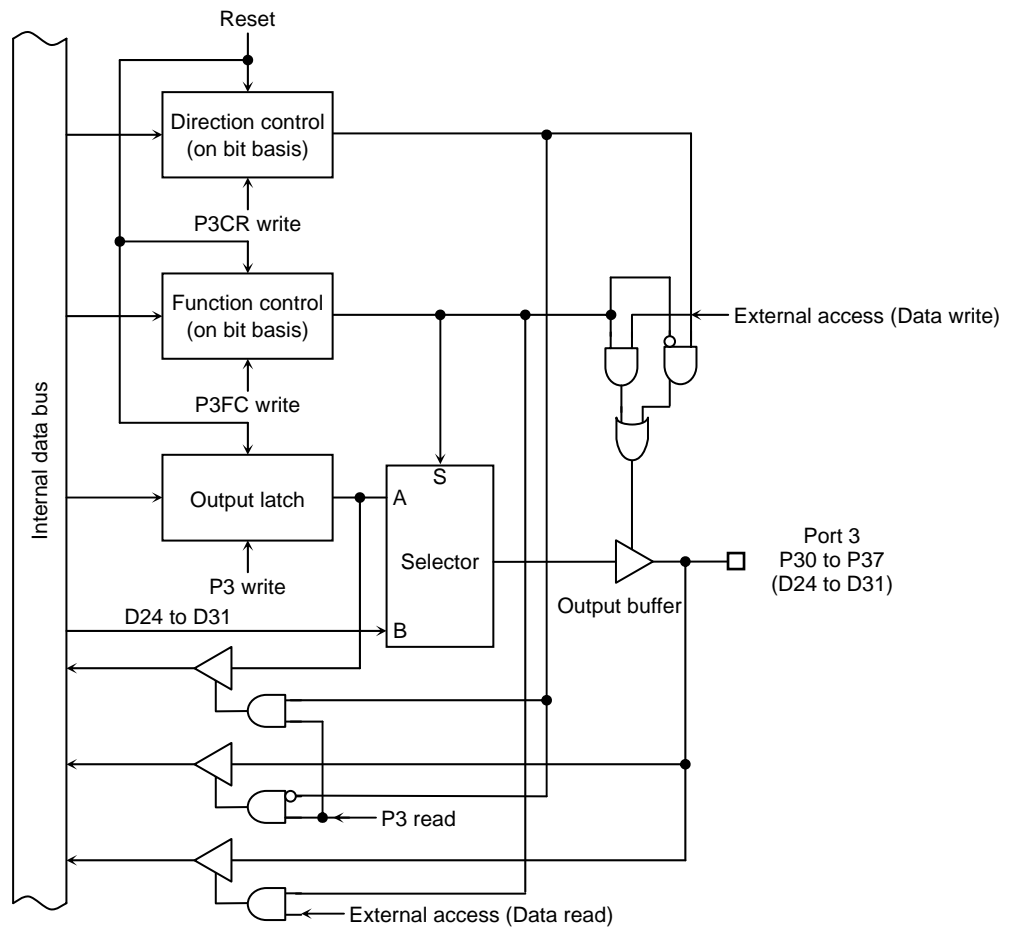 Reset
Direction control
(on bit basis)
P3CR write
Function control
(on bit basis)
External access (Data write)
P3FC write
Internal data bus
S
Output latch
A
Selector
Port 3
P30 to P37
(D24 to D31)
P3 write
Output buffer
D24 to D31
B
P3 read
External access (Data read)